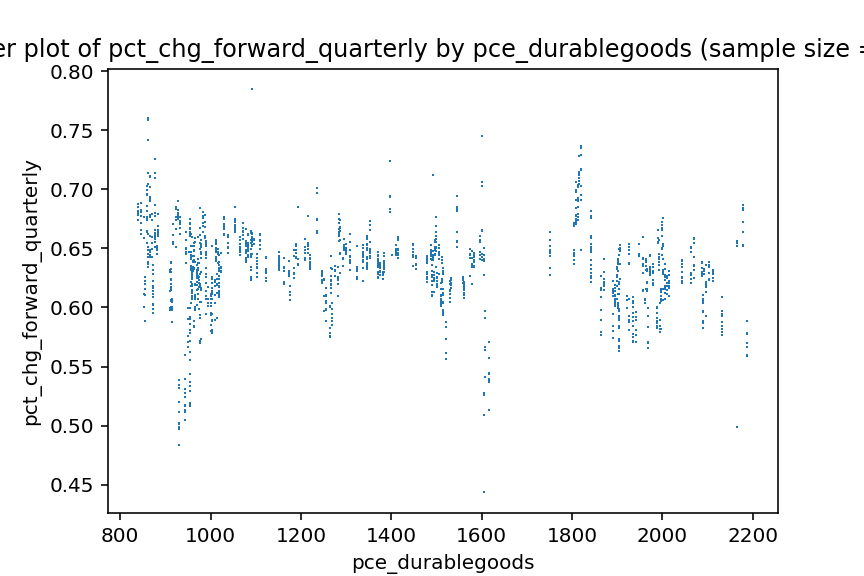 er plot of pct_chg_forward_quarterly by pce_durablegoods (sample size =
0.80
0.75
0.70
0.65
0.60
0.55
0.50
0.45
pct_chg_forward_quarterly
800 1000 1200 1400 1600 1800 2000 2200
pce_durablegoods